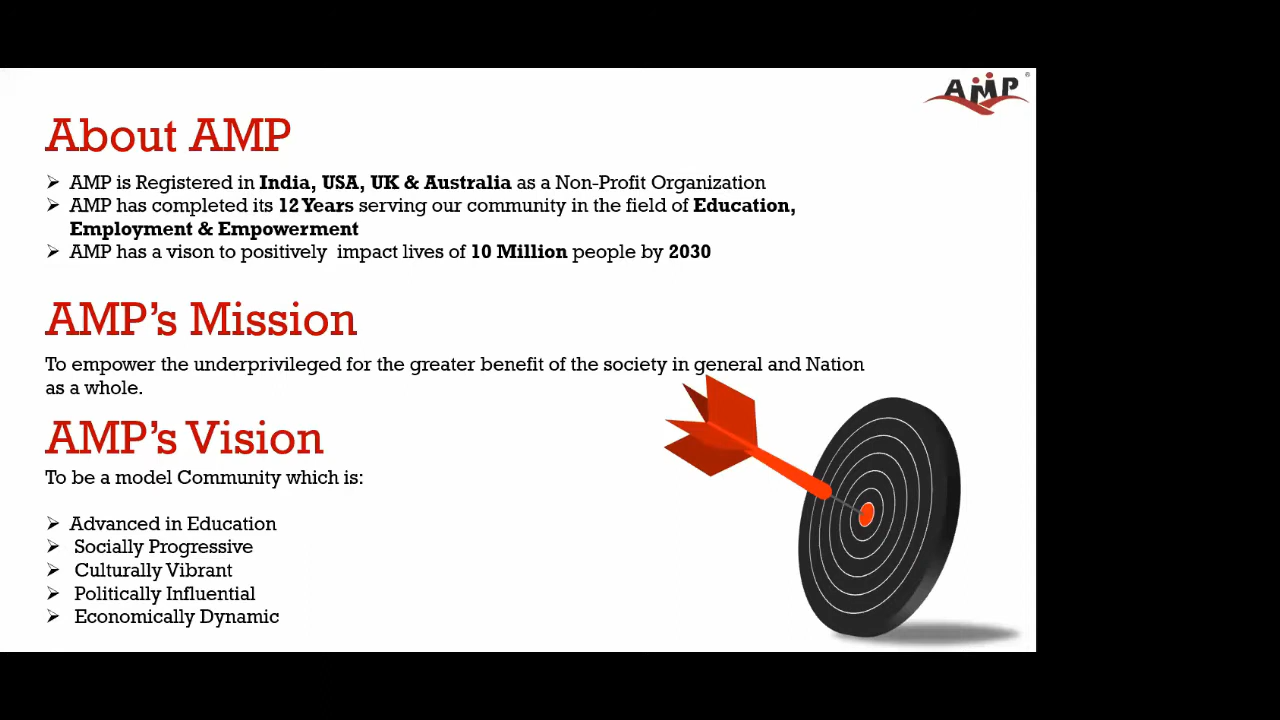 AMP ®
About AMP
➢ AMP is Registered in India, USA, UK & Australia as a Non-Profit Organization
➢ AMP has completed its 12 Years serving our community in the field of Education,
Employment & Empowerment
➢ AMP has a vison to positively impact lives of 10 Million people by 2030
AMP's Mission
To empower the underprivileged for the greater benefit of the society in general and Nation
as a whole.
AMP's Vision
To be a model Community which is:
➢ Advanced in Education
➢ Socially Progressive
➢ Culturally Vibrant
➢ Politically Influential
➢ Economically Dynamic